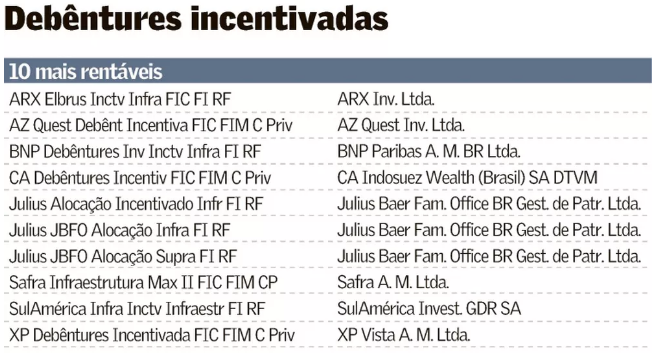 Debêntures incentivadas
10 mais rentáveis
ARX Elbrus Inctv Infra FIC FI RF ARX Inv. Ltda.
AZ Quest Debênt Incentiva FIC FIM C Priv AZ Quest Inv. Ltda.
BNP Debêntures Inv Inctv Infra FI RF BNP Paribas A. M. BR Ltda.
CA Debêntures Incentiv FIC FIM C Priv CA Indosuez Wealth (Brasil) SA DTVM
Julius Alocação Incentivado Infr FI RF Julius Baer Fam. Office BR Gest. de Patr. Ltda.
Julius JBFO Alocação Infra FI RF Julius Baer Fam. Office BR Gest. de Patr. Ltda.
Julius JBFO Alocação Supra FI RF Julius Baer Fam. Office BR Gest. de Patr. Ltda.
Safra Infraestrutura Max II FIC FIM CP Safra A. M. Ltda.
SulAmérica Infra Inctv Infraestr FI RF SulAmérica Invest. GDR SA
XP Debêntures Incentivada FIC FIM C Priv XP Vista A. M. Ltda.